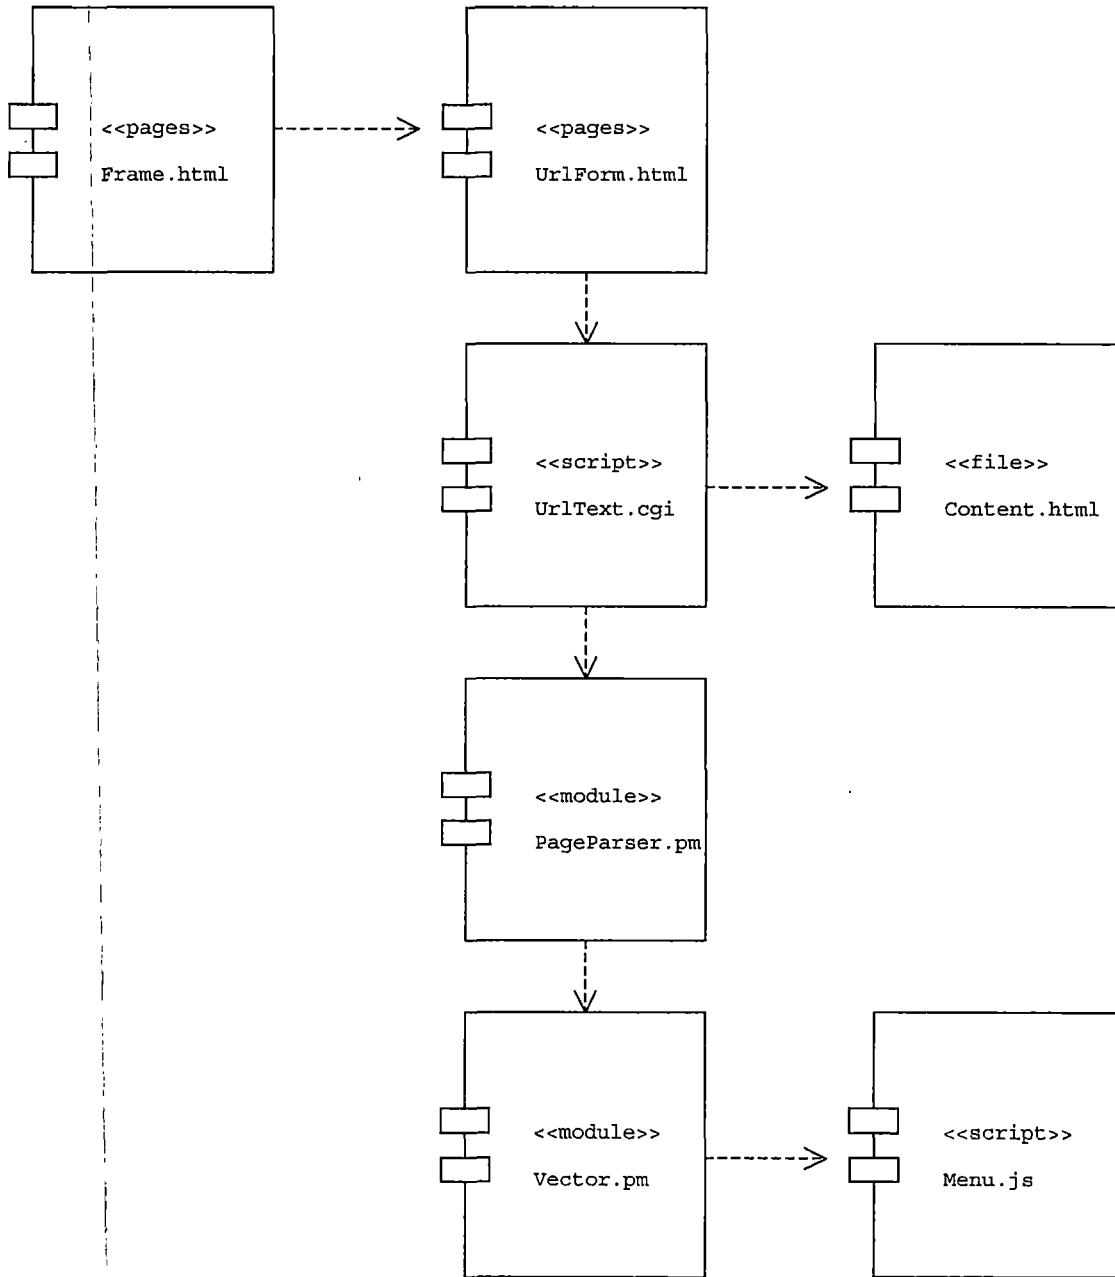 <<pages>>
Frame.html
<<pages>>
UrlForm.html
<<script>>
UrlText.cgi
<<file>>
Content.html
<<module>>
PageParser.pm
<<module>>
Vector.pm
<<script>>
Menu.js